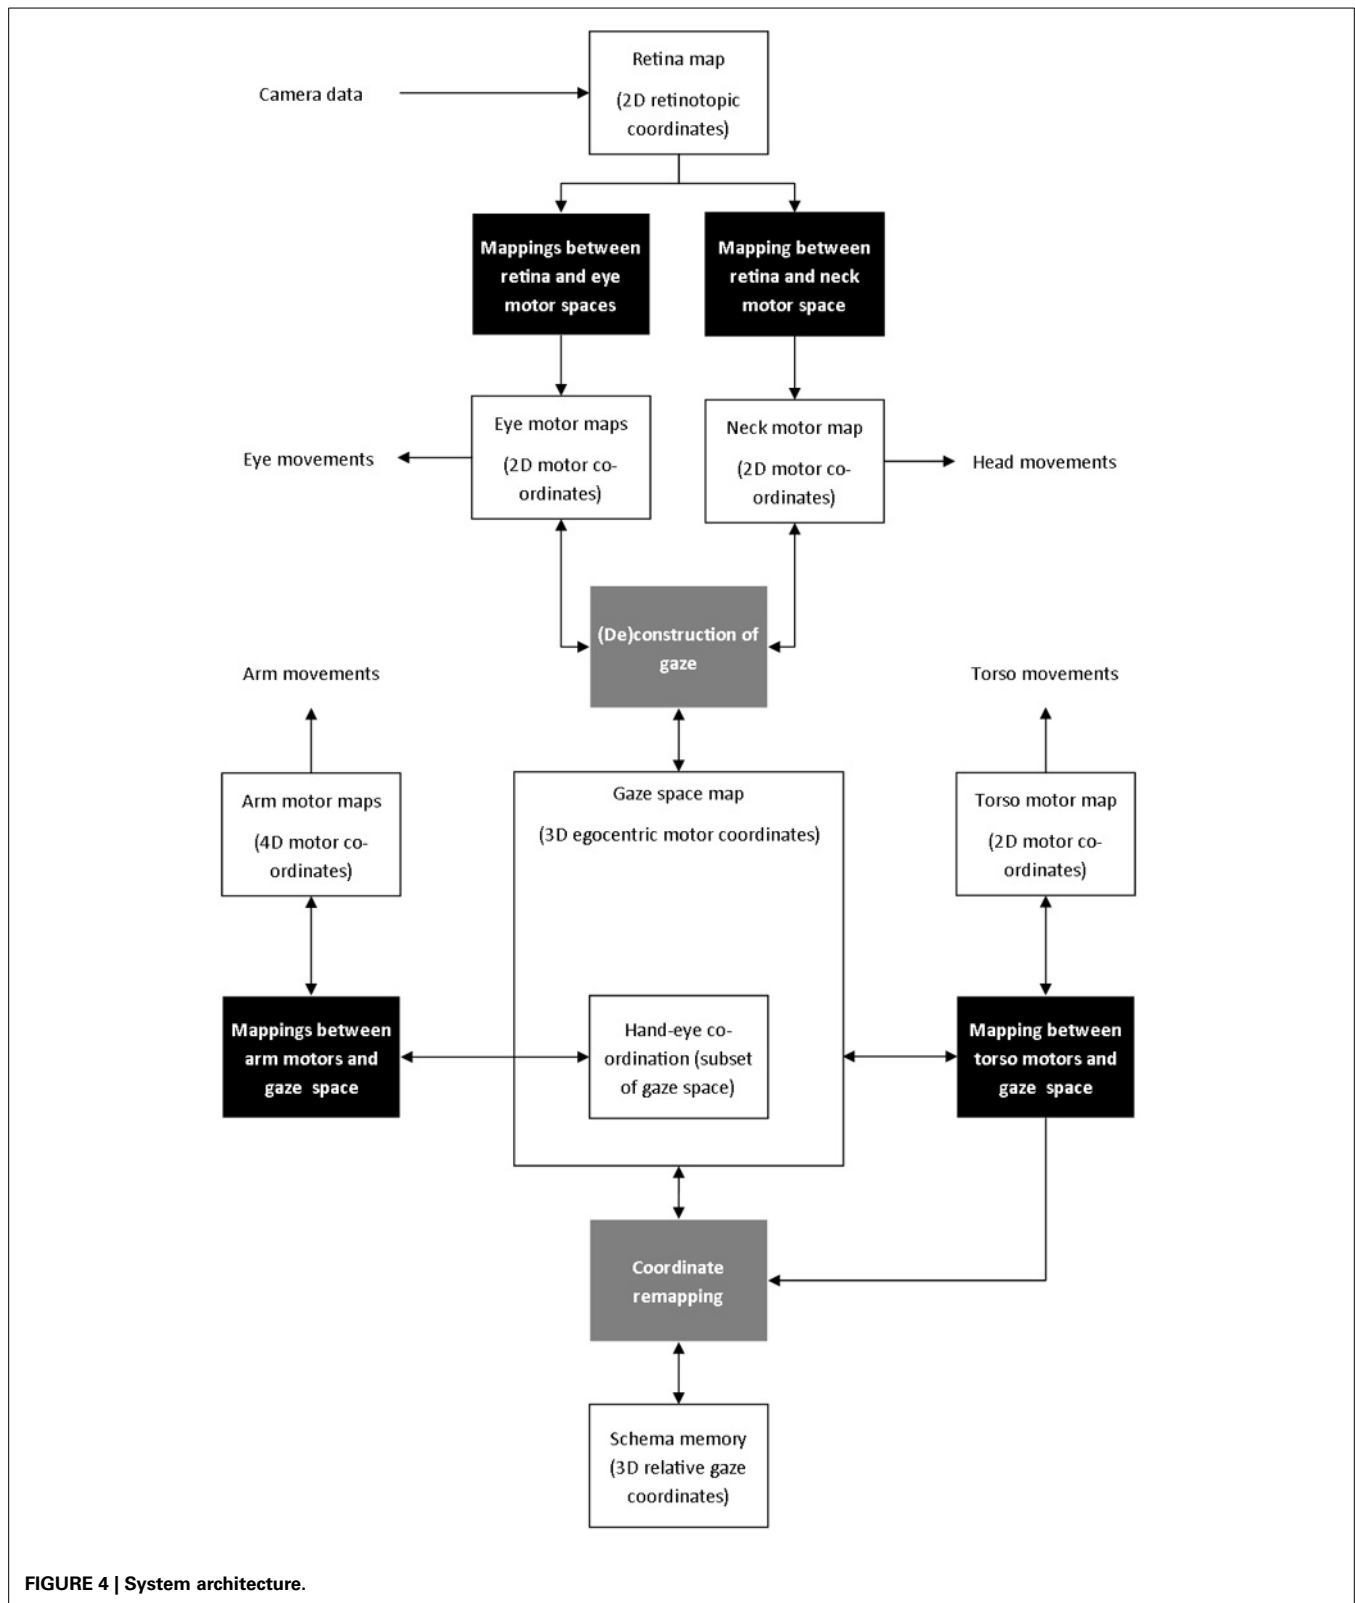 Retina map
(2D retinotopic
coordinates)
Camera data
Mappings between
retina and eye
motor spaces
Mapping between
retina and neck
motor space
Eye motor maps
(2D motor co-
ordinates)
Neck motor map
(2D motor co-
ordinates)
Eye movements
Head movements
(De)construction of
gaze
Arm movements
Torso movements
Arm motor maps
(4D motor co-
ordinates)
Gaze space map
(3D egocentric motor coordinates)
Torso motor map
(2D motor co-
ordinates)
Mappings between
arm motors and
gaze space
Hand-eye co-
ordination (subset
of gaze space)
Mapping between
torso motors and
gaze space
Coordinate
remapping
Schema memory
(3D relative gaze
coordinates)
FIGURE 4 | System architecture.